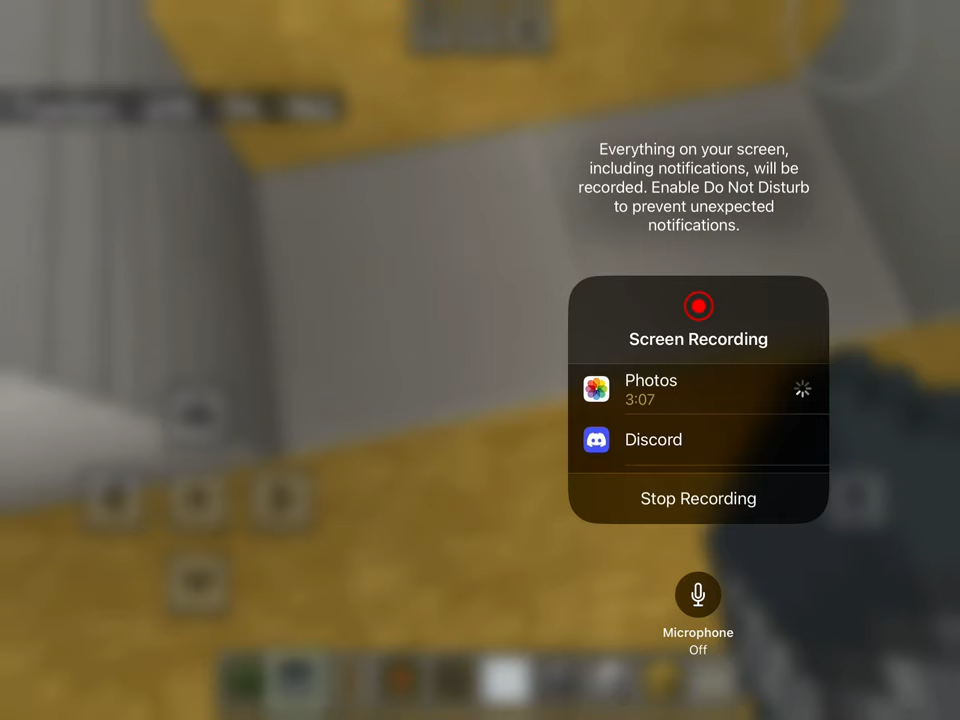 Everything on your screen,
including notifications, will be
recorded. Enable Do Not Disturb
to prevent unexpected
notifications.
Screen Recording
Photos
3:07
Discord
Stop Recording
Microphone
Off